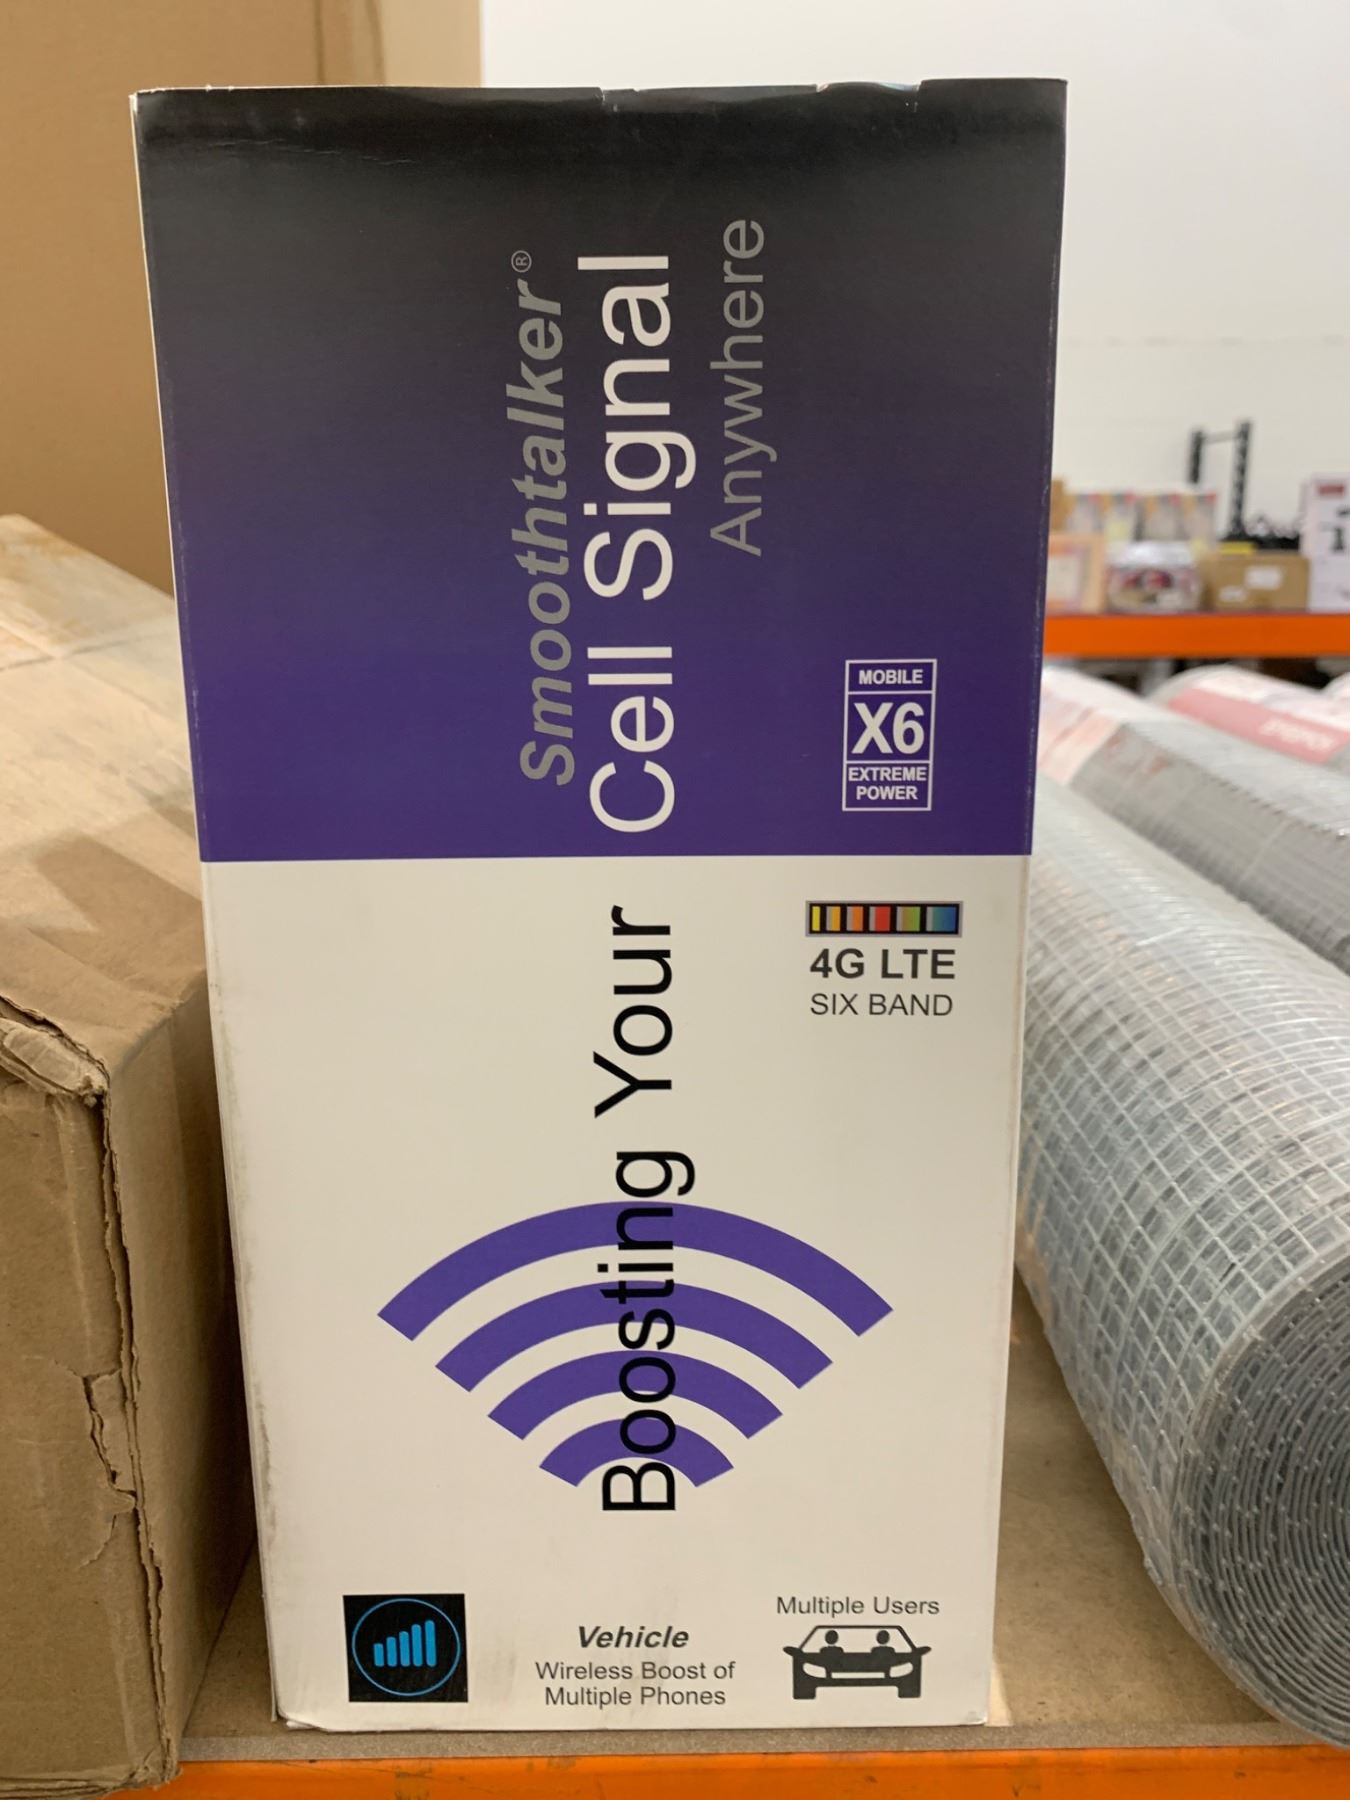 Smoothtalker®
Boosting Your Cell Signal
Anywhere
MOBILE
X6
EXTREME
POWER
4G LTE
SIX BAND
Vehicle
Wireless Boost of
Multiple Phones
Multiple Users